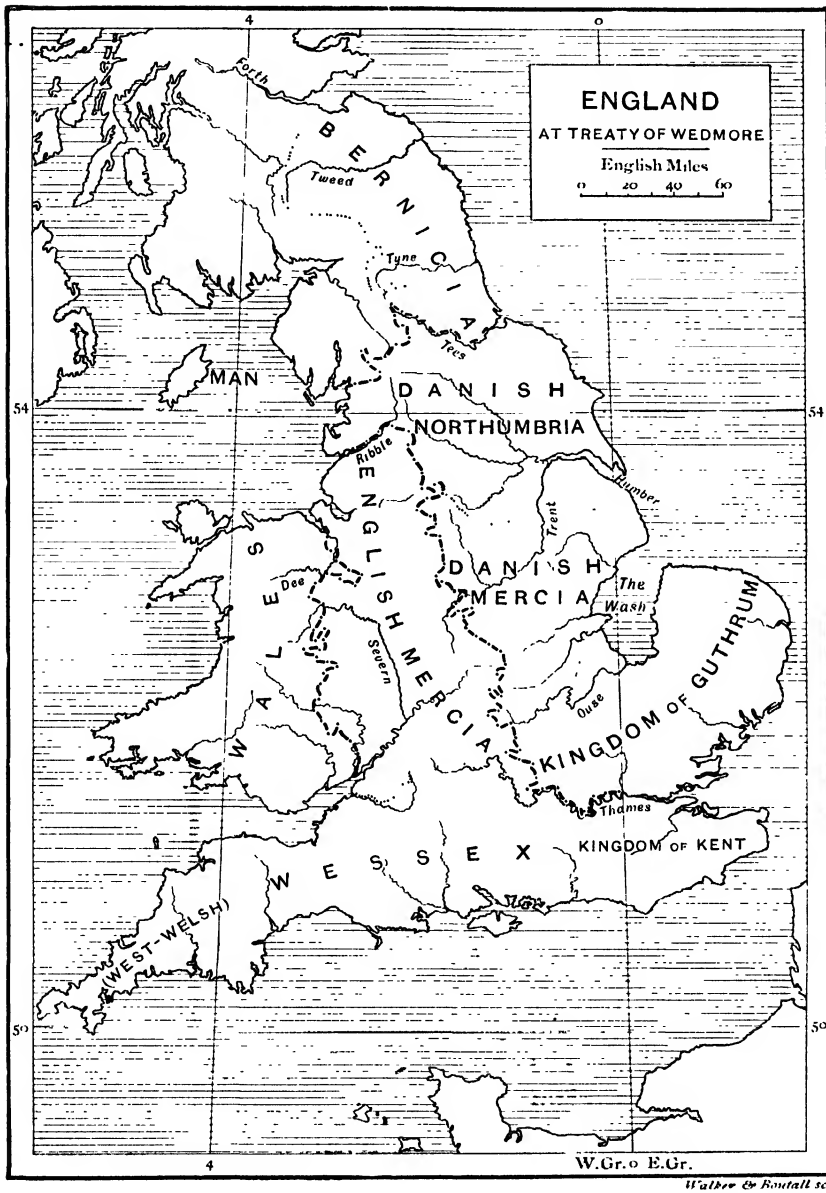 4
0
ENGLAND
AT TREATY OF WEDMORE
English Miles
0 20 40 60
Forth
BERNICIA
Tweed
Tyne
Tees
MAN
54
54
DANISH
NORTHUMBRIA
Ribble
Humber
ENGLISH MERCIA
Trent
DANISH
MERCIA
The
Wash
Dee
WALES
Severn
Ouse
KINGDOM OF GUTHRUM
Thames
WESSEX
KINGDOM OF KENT
(WEST-WELSH)
50
50
4
W.Gr. 0 E.Gr.
Walker & Boutall sc